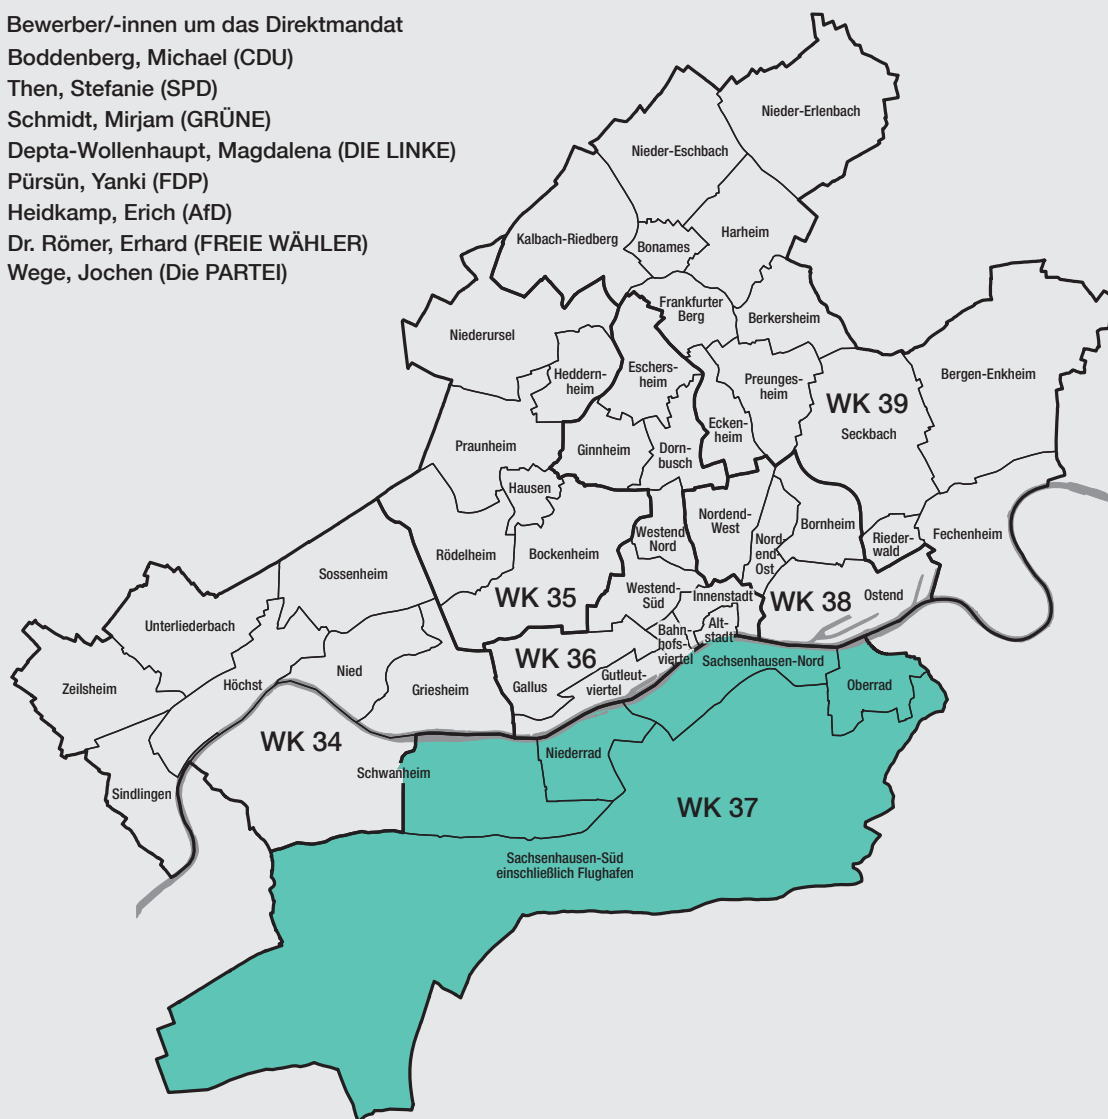 Bewerber/-innen um das Direktmandat
Boddenberg, Michael (CDU)
Then, Stefanie (SPD)
Schmidt, Mirjam (GRÜNE)
Depta-Wollenhaupt, Magdalena (DIE LINKE)
Pürsün, Yanki (FDP)
Heidkamp, Erich (AfD)
Dr. Römer, Erhard (FREIE WÄHLER)
Wege, Jochen (Die PARTEI)
Nieder-Erlenbach
Nieder-Eschbach
Kalbach-Riedberg
Bonames
Harheim
Frankfurter
Berg
Berkersheim
Niederursel
Heddern-
heim
Eschers-
heim
Preunges-
heim
Bergen-Enkheim
WK 39
Seckbach
Ecken-
heim
Praunheim
Ginnheim
Dorn-
busch
Hausen
Nordend-
West
Bornheim
Fechenheim
Rieder-
wald
Westend
Nord
Nord-
end-
Ost
Rödelheim
Bockenheim
Sossenheim
WK 35
Westend-
Süd
Innenstadt
WK 38
Ostend
Unterliederbach
Bahn-
hofs-
viertel
Alt-
stadt
WK 36
Gallus
Gutleut-
viertel
Sachsenhausen-Nord
Oberrad
Zeilsheim
Höchst
Nied
Griesheim
WK 34
Schwanheim
Niederrad
Sindlingen
WK 37
Sachsenhausen-Süd
einschließlich Flughafen